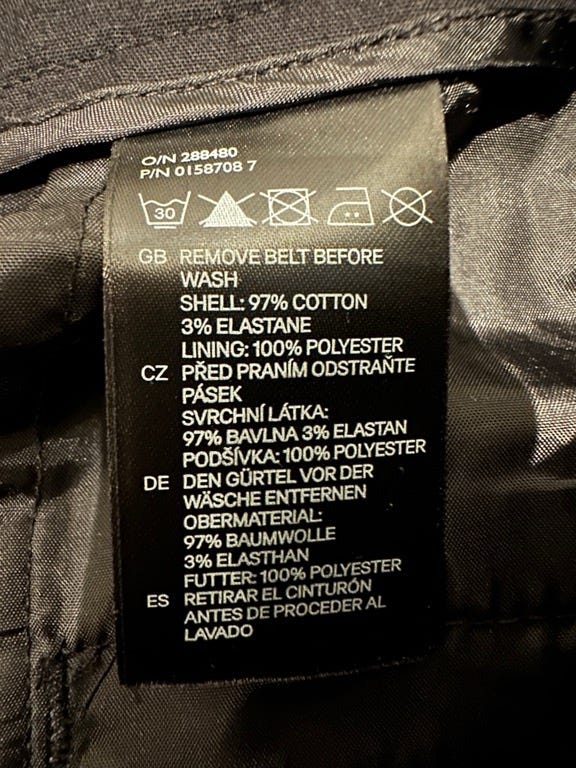 O/N 288480
P/N 0158708 7
30
GB REMOVE BELT BEFORE
WASH
SHELL: 97% COTTON
3% ELASTANE
LINING: 100% POLYESTER
CZ PŘED PRANÍM ODSTRAŇTE
PÁSEK
SVRCHNÍ LÁTKA:
97% BAVLNA 3% ELASTAN
PODŠÍVKA: 100% POLYESTER
DE DEN GÜRTEL VOR DER
WÄSCHE ENTFERNEN
OBERMATERIAL:
97% BAUMWOLLE
3% ELASTHAN
FUTTER: 100% POLYESTER
ES RETIRAR EL CINTURÓN
ANTES DE PROCEDER AL
LAVADO